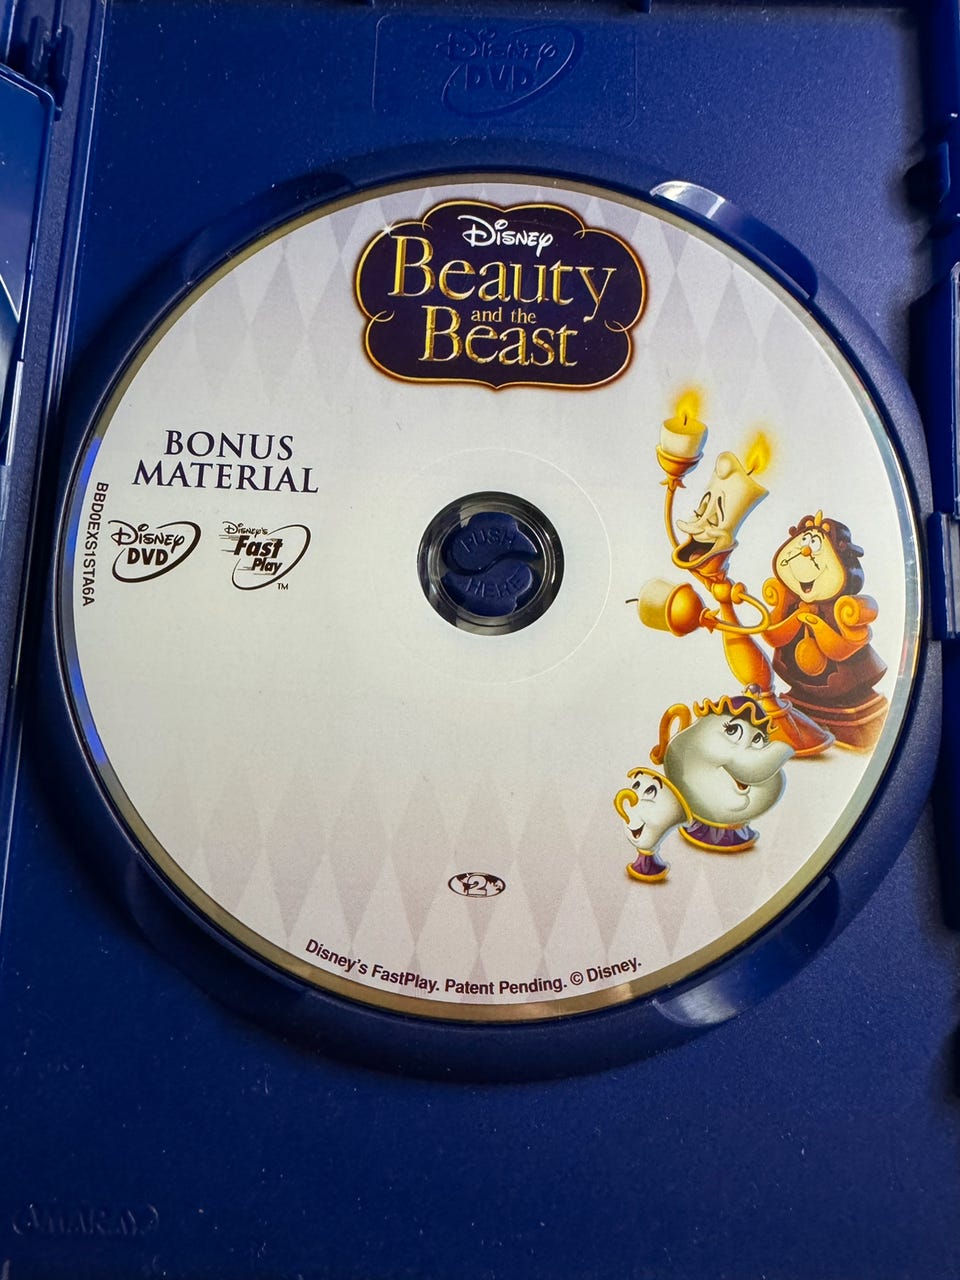 Disney
DVD
Disney
Beauty
and the
Beast
BONUS
MATERIAL
Disney
DVD
Disney's
Fast
Play
TM
BBD0EXS1STA6A
PUSH
HERE
2
Disney's FastPlay. Patent Pending. © Disney.
AMARAY